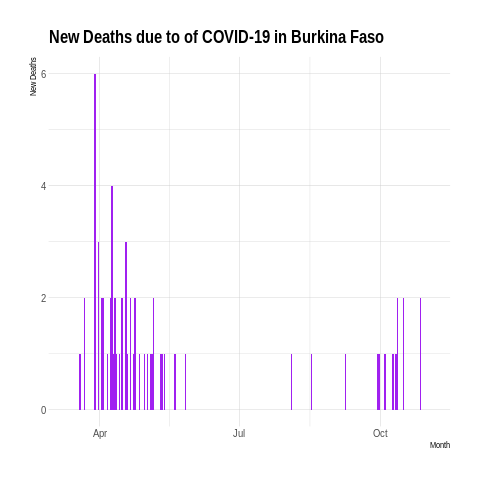 New Deaths due to of COVID-19 in Burkina Faso
New Deaths
6
4
2
0
Apr
Jul
Oct
Month